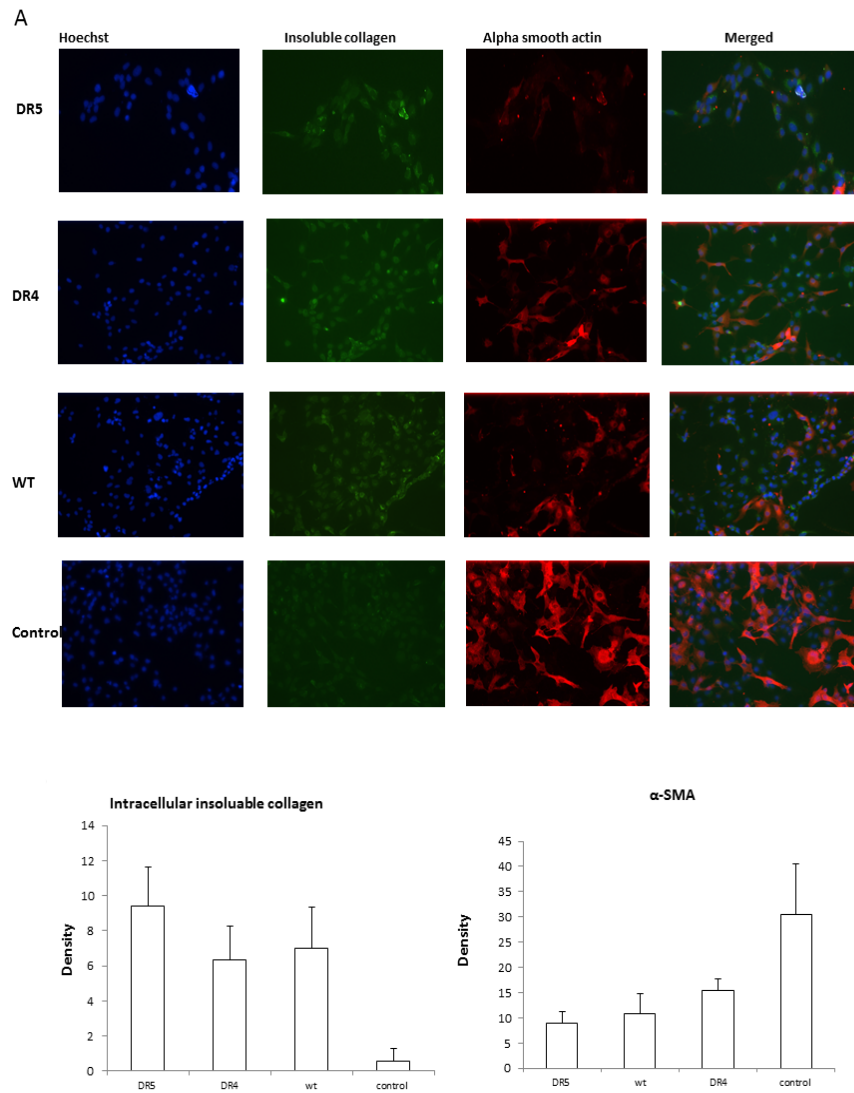 A
Hoechst Insoluble collagen Alpha smooth actin Merged
DR5
DR4
WT
Control
Intracellular insoluable collagen
14
12
10
8
6
4
2
0
Density
DR5 DR4 wt control
α-SMA
45
40
35
30
25
20
15
10
5
0
Density
DR5 wt DR4 control